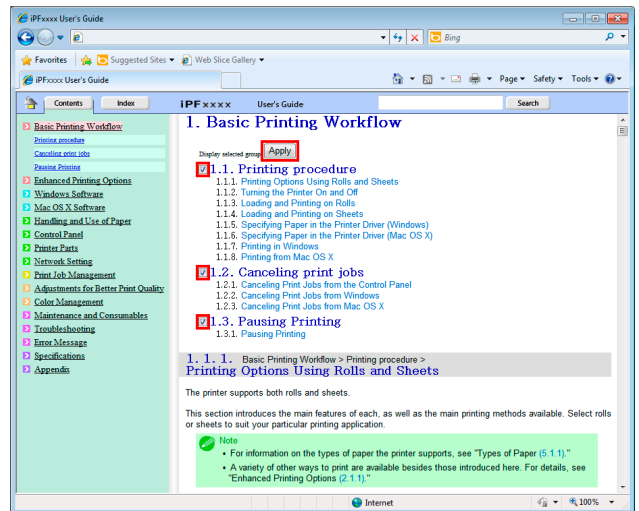 iPFxxxx User's Guide
Bing
Favorites Suggested Sites Web Slice Gallery
iPFxxxx User's Guide Page Safety Tools
Contents Index iPFxxxx User's Guide Search
Basic Printing Workflow
Printing procedure
Canceling print jobs
Pausing Printing
Enhanced Printing Options
Windows Software
Mac OS X Software
Handling and Use of Paper
Control Panel
Printer Parts
Network Setting
Print Job Management
Adjustments for Better Print Quality
Color Management
Maintenance and Consumables
Troubleshooting
Error Message
Specifications
Appendix
1. Basic Printing Workflow
Display selected group Apply
1.1. Printing procedure
1.1.1. Printing Options Using Rolls and Sheets
1.1.2. Turning the Printer On and Off
1.1.3. Loading and Printing on Rolls
1.1.4. Loading and Printing on Sheets
1.1.5. Specifying Paper in the Printer Driver (Windows)
1.1.6. Specifying Paper in the Printer Driver (Mac OS X)
1.1.7. Printing in Windows
1.1.8. Printing from Mac OS X
1.2. Canceling print jobs
1.2.1. Canceling Print Jobs from the Control Panel
1.2.2. Canceling Print Jobs from Windows
1.2.3. Canceling Print Jobs from Mac OS X
1.3. Pausing Printing
1.3.1. Pausing Printing
1. 1. 1. Basic Printing Workflow > Printing procedure >
Printing Options Using Rolls and Sheets
The printer supports both rolls and sheets.
This section introduces the main features of each, as well as the main printing methods available. Select rolls
or sheets to suit your particular printing application.
Note
• For information on the types of paper the printer supports, see "Types of Paper (5.1.1)."
• A variety of other ways to print are available besides those introduced here. For details, see
"Enhanced Printing Options (2.1.1)."
Internet 100%